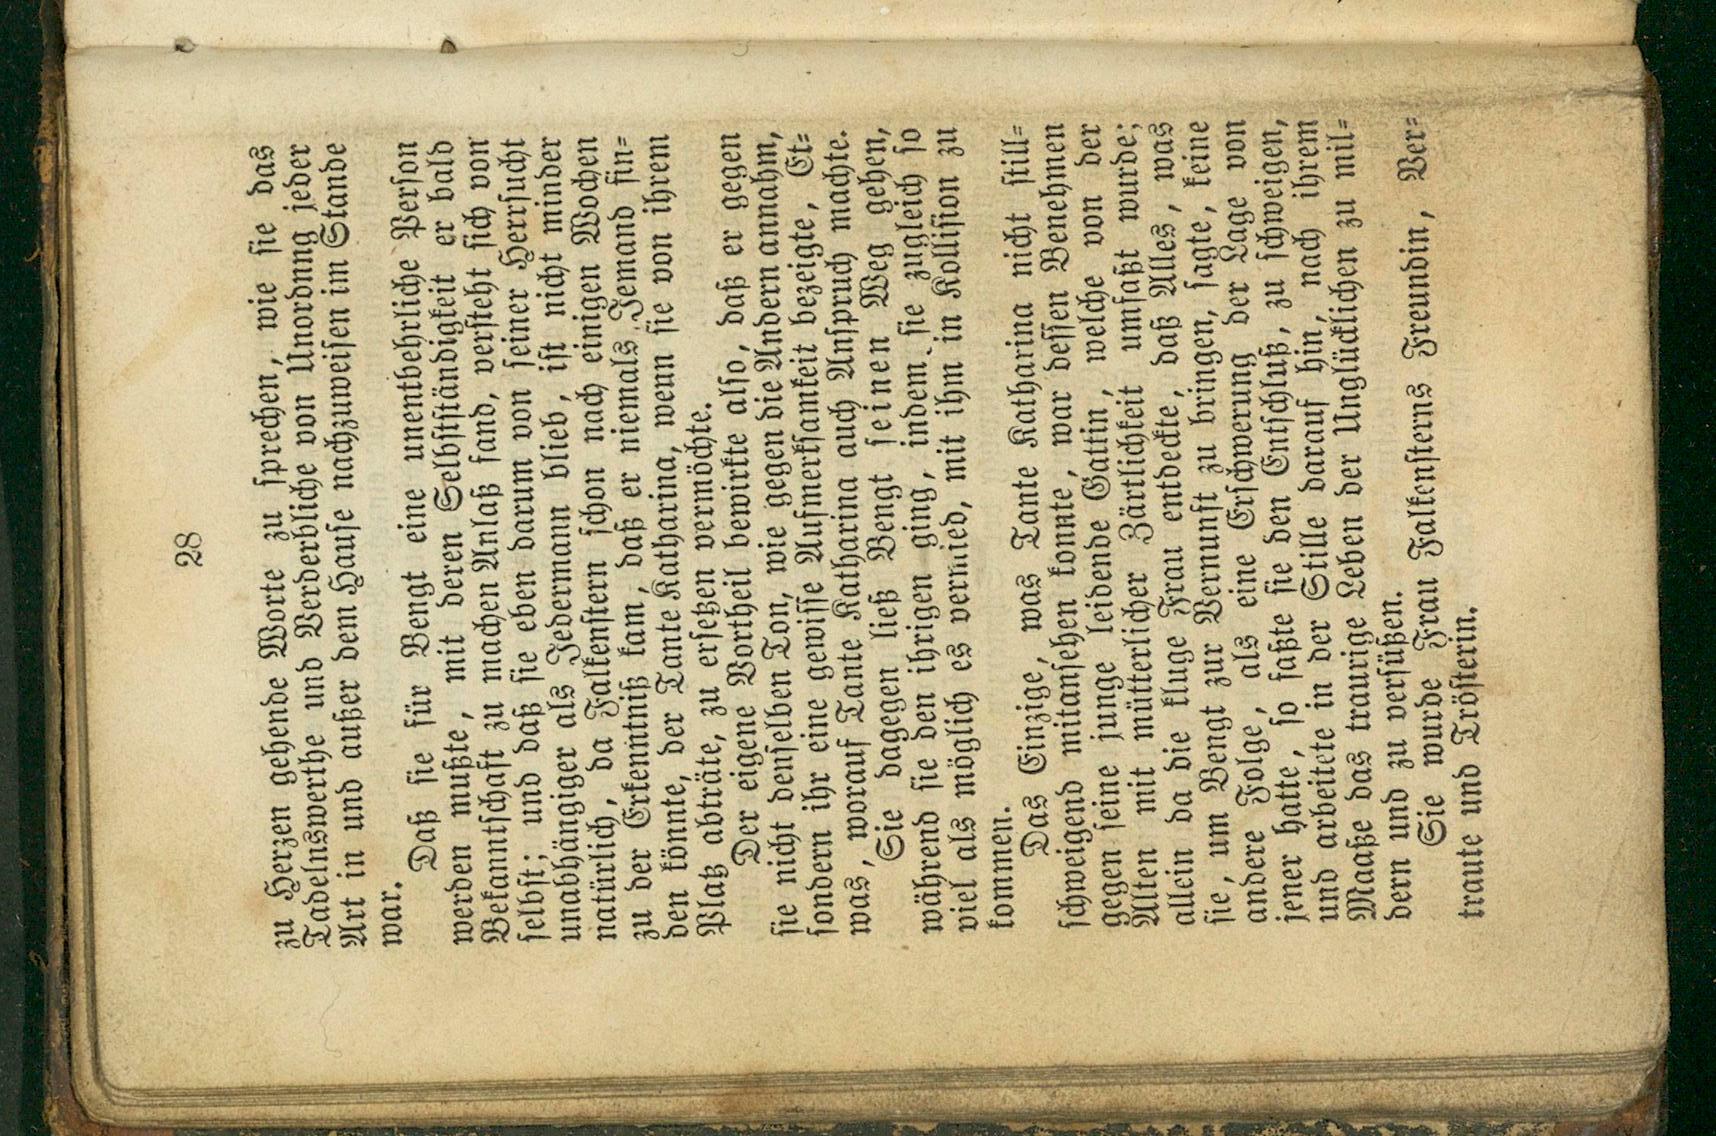 28
zu Herzen gehende Worte zu sprechen, wie sie das
Tadelnswerthe und Verderbliche von Unordnng jeder
Art in und außer dem Hause nachzuweisen im Stande
war.
Daß sie für Bengt eine unentbehrliche Person
werden mußte, mit deren Selbstständigkeit er bald
Bekanntschaft zu machen Anlaß fand, versteht sich von
selbst; und daß sie eben darum von seiner Herrsucht
unabhängiger als Jedermann blieb, ist nicht minder
natürlich, da Falkenstern schon nach einigen Wochen
zu der Erkenntniß kam, daß er niemals Jemand fin-
den könnte, der Tante Katharina, wenn sie von ihrem
Platz abträte, zu ersetzen vermöchte.
Der eigene Vortheil bewirkte also, daß er gegen
sie nicht denselben Ton, wie gegen die Andern annahm,
sondern ihr eine gewisse Aufmerksamkeit bezeigte, Et-
was, worauf Tante Katharina auch Anspruch machte.
Sie dagegen ließ Bengt seinen Weg gehen,
während sie den ihrigen ging, indem sie zugleich so
viel als möglich es vermied, mit ihm in Kollision zu
kommen.
Das Einzige, was Tante Katharina nicht still-
schweigend mitansehen konnte, war dessen Benehmen
gegen seine junge leidende Gattin, welche von der
Alten mit mütterlicher Zärtlichkeit umfaßt wurde;
allein da die kluge Frau entdeckte, daß Alles, was
sie, um Bengt zur Vernunft zu bringen, sagte, keine
andere Folge, als eine Erschwerung der Lage von
jener hatte, so faßte sie den Entschluß, zu schweigen,
und arbeitete in der Stille darauf hin, nach ihrem
Maaße das traurige Leben der Unglücklichen zu mil-
dern und zu versüßen.
Sie wurde Frau Falkensterns Freundin, Ver-
traute und Trösterin.